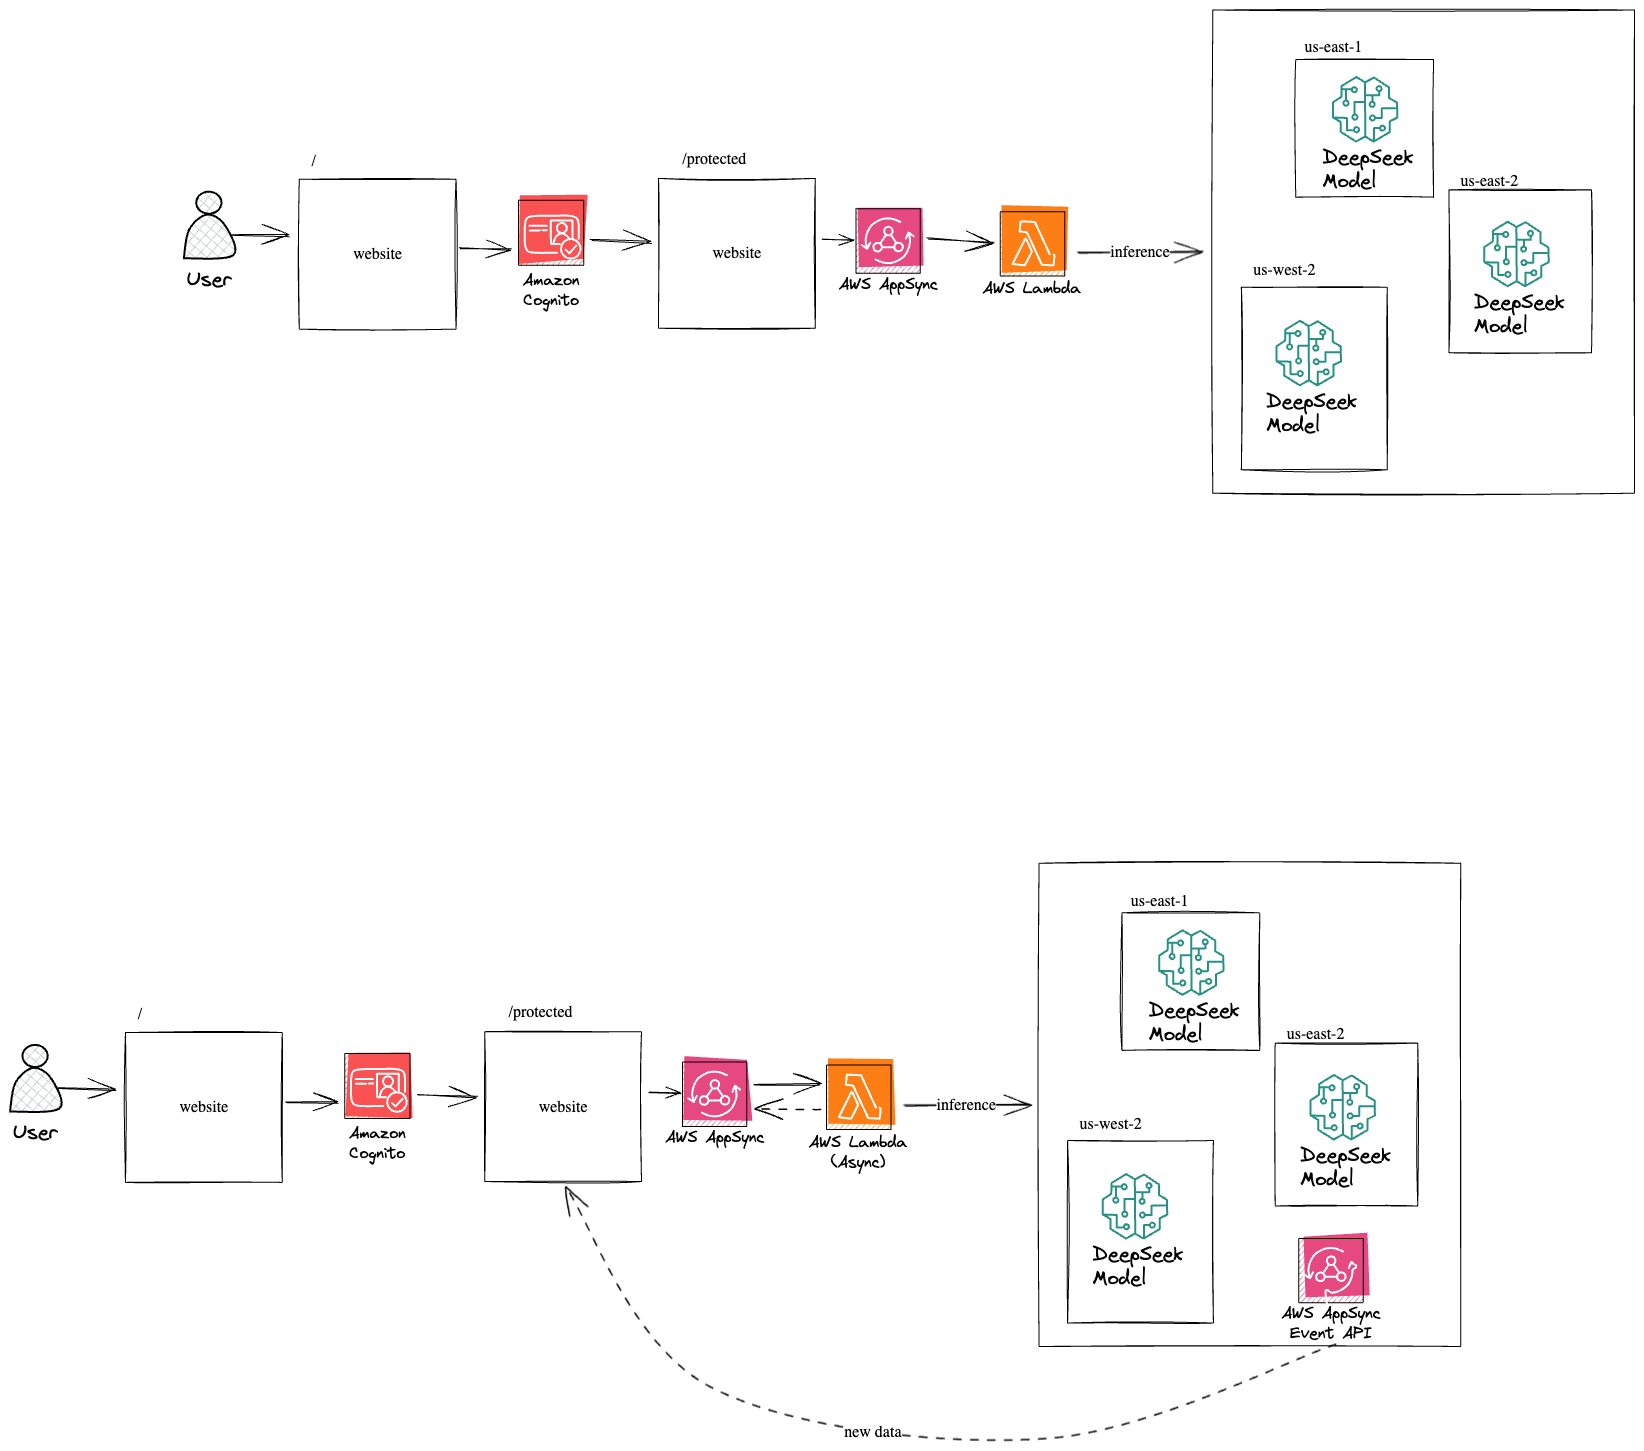 us-east-1
DeepSeek
Model
/
/protected
us-east-2
User
website
Amazon
Cognito
website
AWS AppSync
AWS Lambda
inference
DeepSeek
Model
us-west-2
DeepSeek
Model
us-east-1
DeepSeek
Model
/
/protected
us-east-2
User
website
Amazon
Cognito
website
AWS AppSync
AWS Lambda
(Async)
inference
DeepSeek
Model
us-west-2
DeepSeek
Model
AWS AppSync
Event API
new data